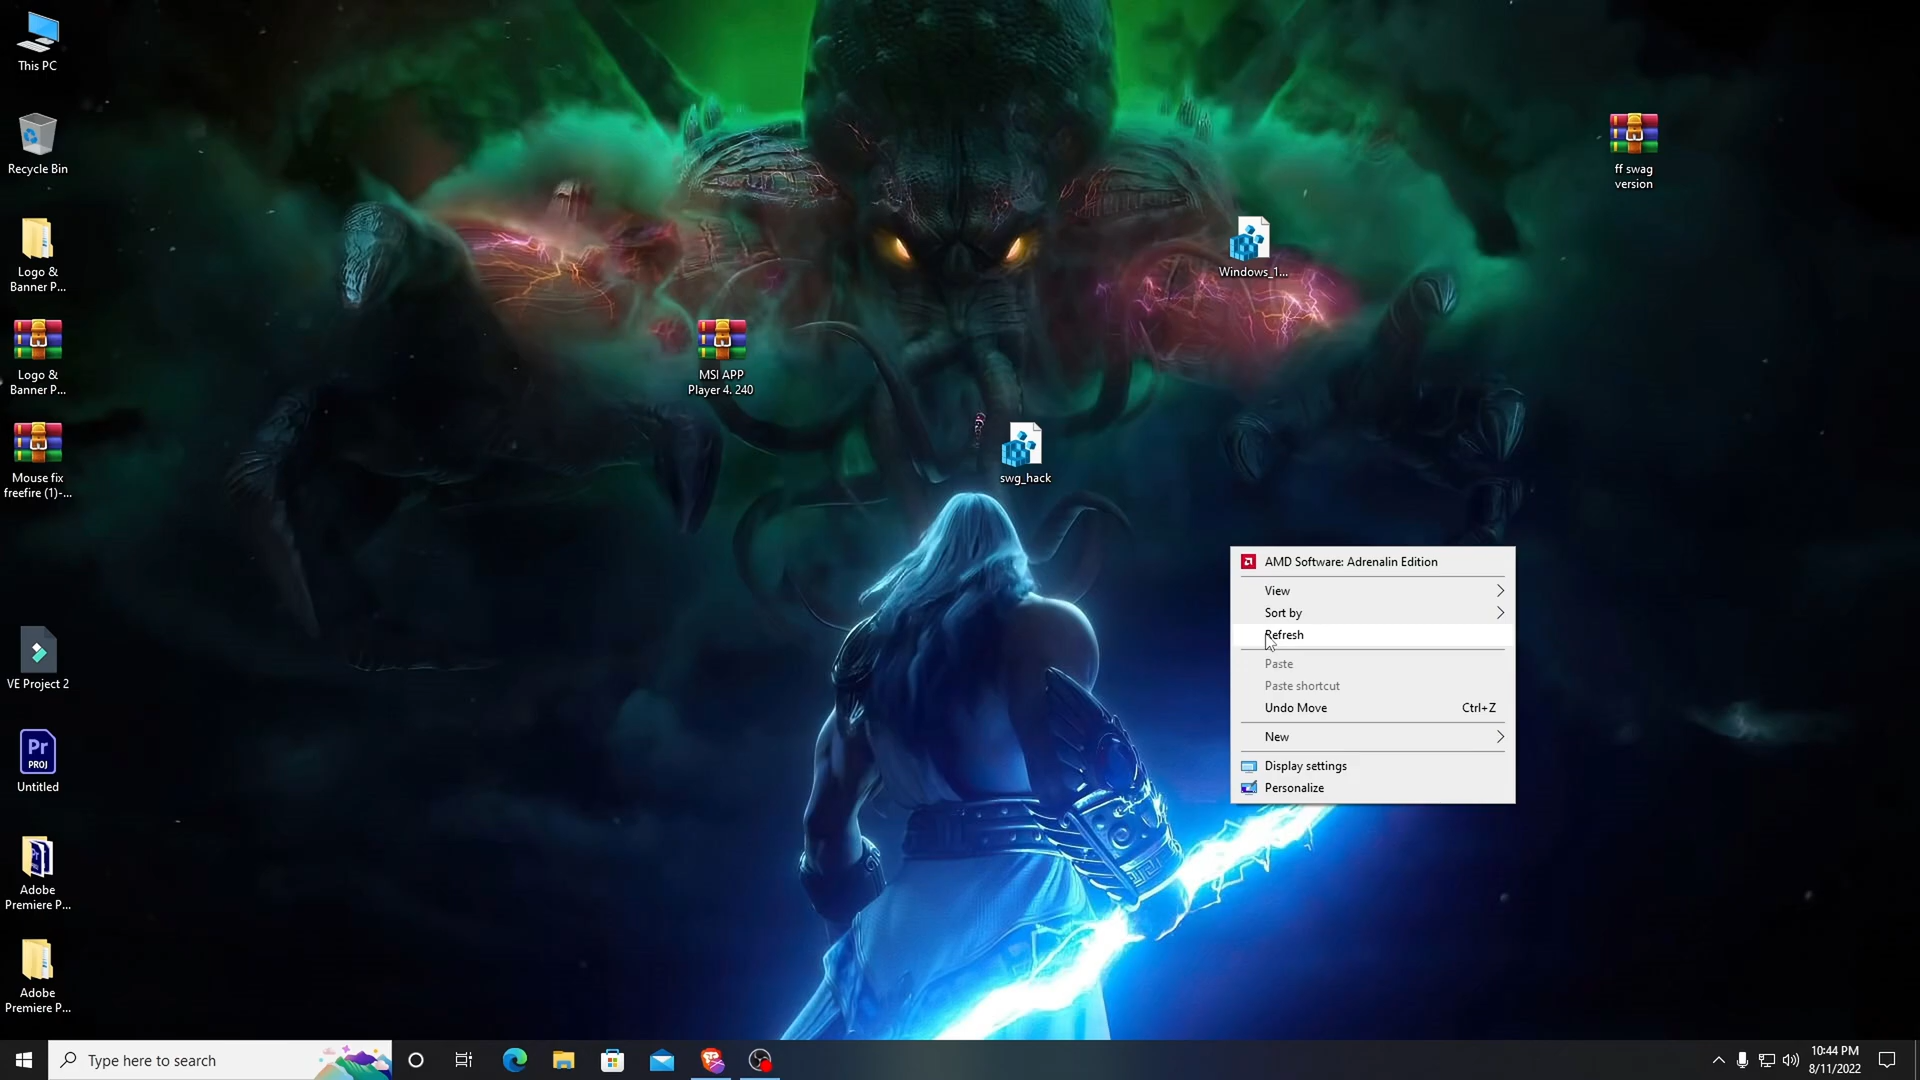 This PC
Recycle Bin
Logo &
Banner P...
Logo &
Banner P...
Mouse fix
freefire (1)-...
VE Project 2
Pr
PROJ
Untitled
Adobe
Premiere P...
Adobe
Premiere P...
MSI APP
Player 4. 240
swg_hack
Windows_1...
ff swag
version
AMD Software: Adrenalin Edition
View
Sort by
Refresh
Paste
Paste shortcut
Undo Move Ctrl+Z
New
Display settings
Personalize
Type here to search
10:44 PM
8/11/2022